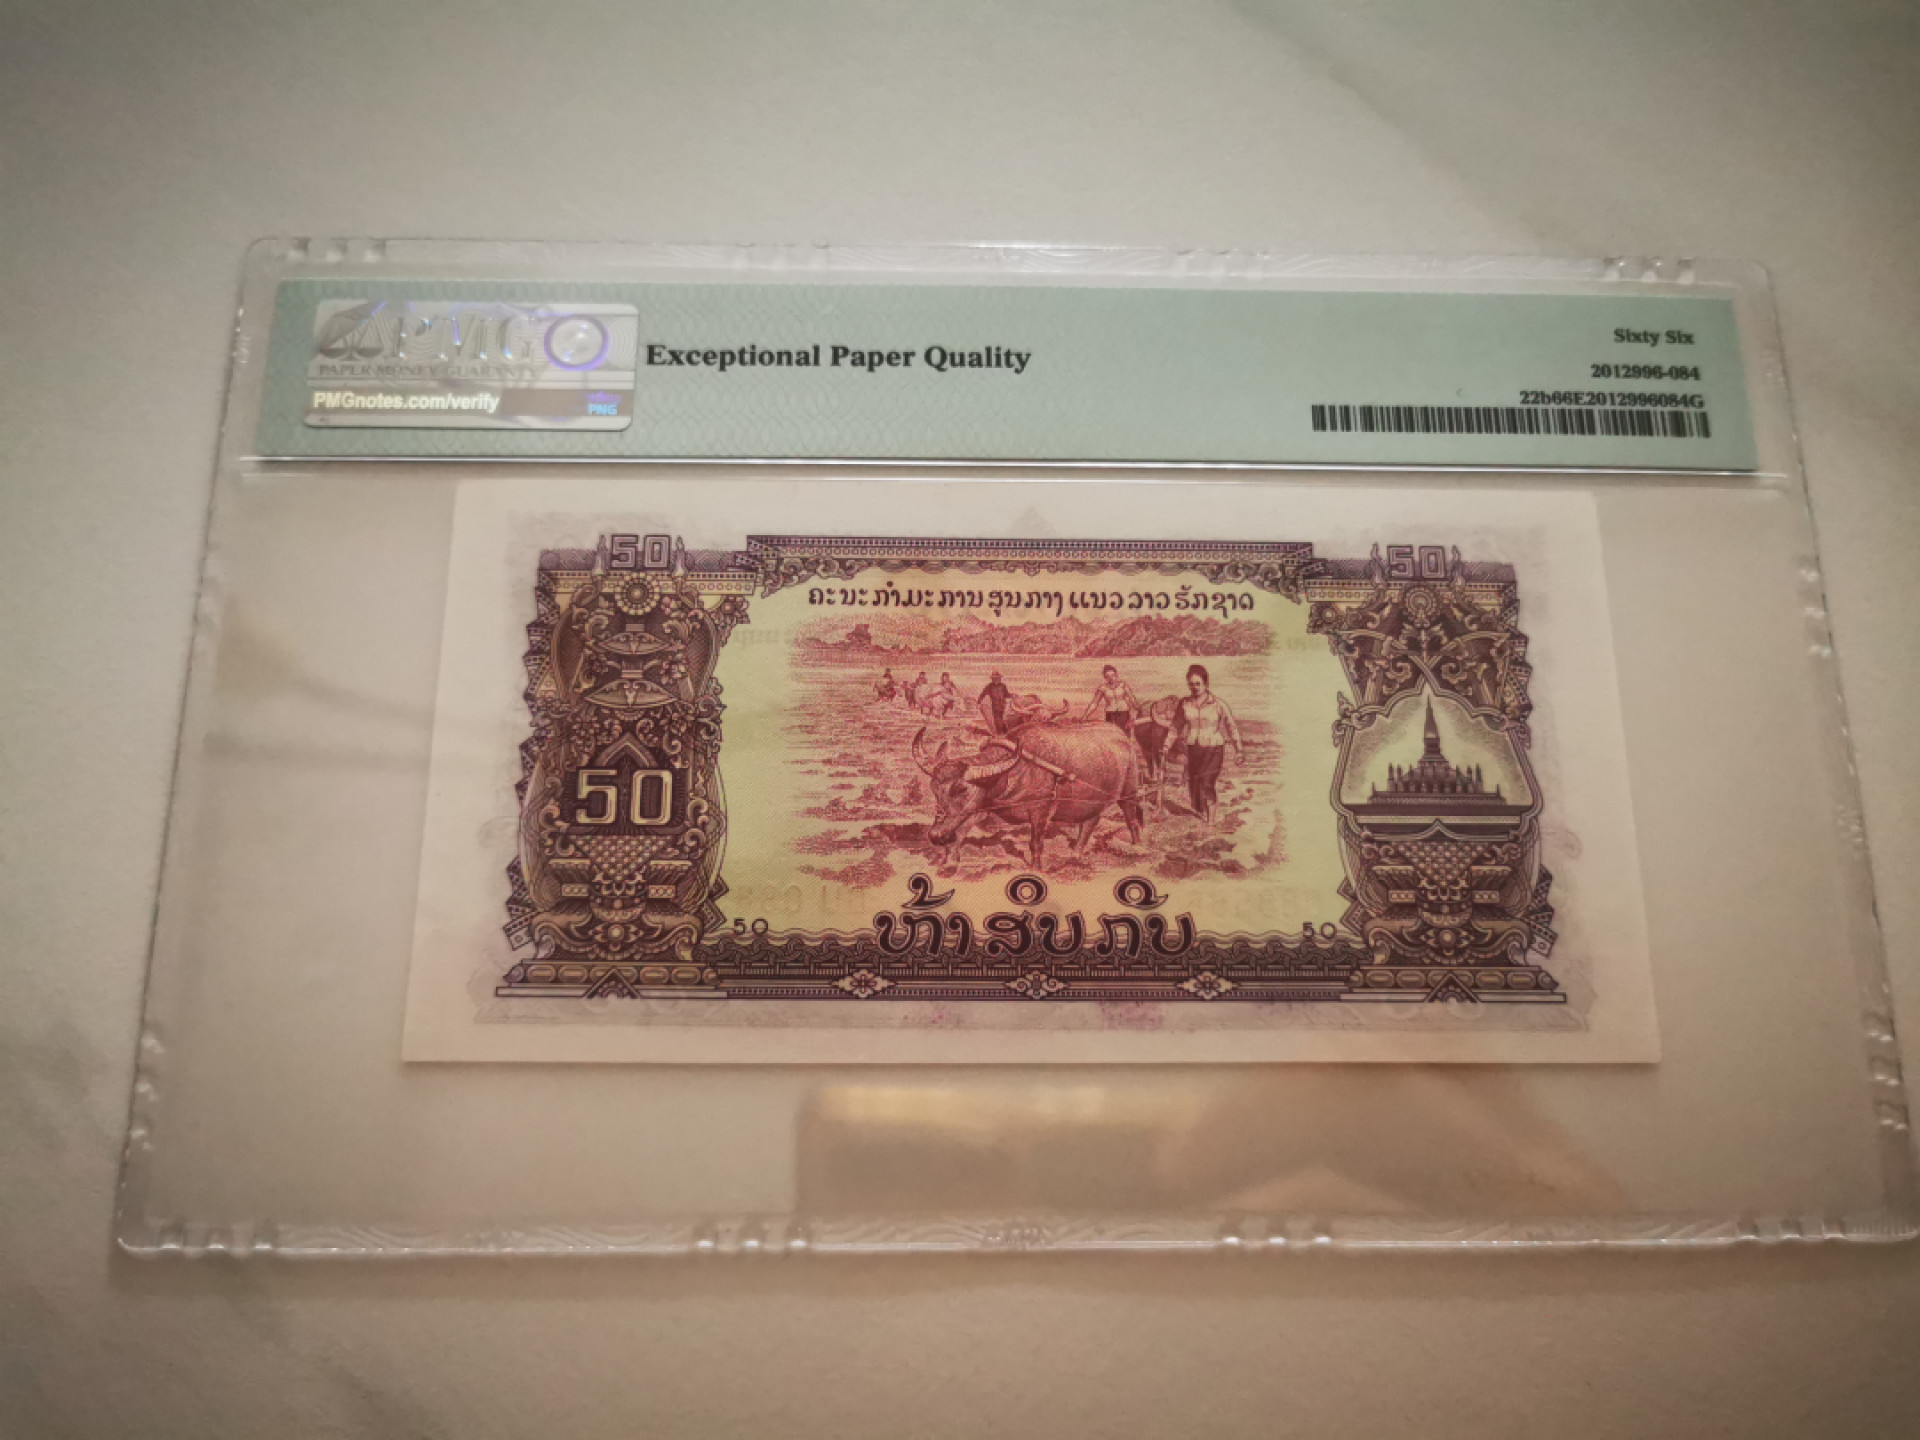 PMG
PAPER MONEY GUARANTY
PMGnotes.com/verify
PNG
Exceptional Paper Quality
Sixty Six
2012996-084
22b66E2012996084G
50
50
ຄະນະກຳມະການສູນກາງແນວລາວຮັກຊາດ
50
50
ຫ້າສິບກີບ
50